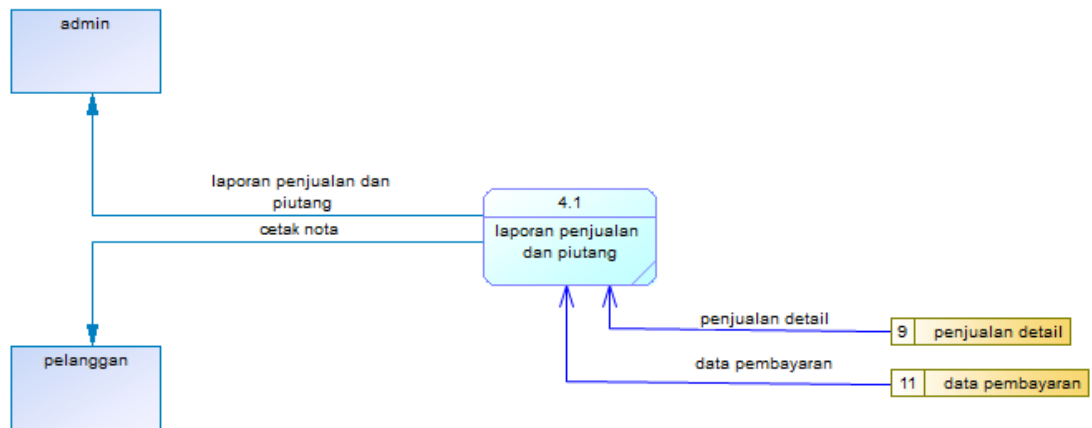 admin
laporan penjualan dan
piutang
cetak nota
4.1
laporan penjualan
dan piutang
penjualan detail
9 penjualan detail
pelanggan
data pembayaran
11 data pembayaran